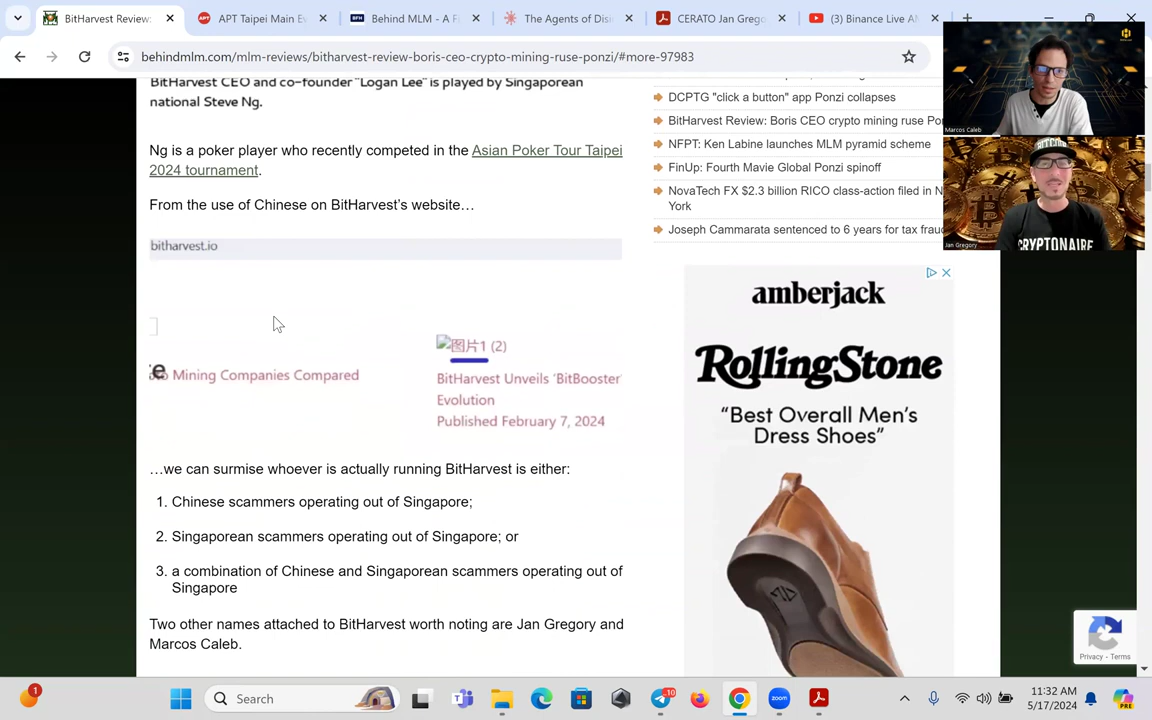 BitHarvest Review:
APT Taipei Main E
Behind MLM - A F
The Agents of Dis
CERATO Jan Grego
(3) Binance Live A
behindmlm.com/mlm-reviews/bitharvest-review-boris-ceo-crypto-mining-ruse-ponzi/#more-97983
BitHarvest CEO and co-founder "Logan Lee" is played by Singaporean
national Steve Ng.
Ng is a poker player who recently competed in the Asian Poker Tour Taipei
2024 tournament.
From the use of Chinese on BitHarvest's website…
bitharvest.io
Mining Companies Compared
图片1 (2)
BitHarvest Unveils 'BitBooster'
Evolution
Published February 7, 2024
…we can surmise whoever is actually running BitHarvest is either:
1. Chinese scammers operating out of Singapore;
2. Singaporean scammers operating out of Singapore; or
3. a combination of Chinese and Singaporean scammers operating out of
Singapore
Two other names attached to BitHarvest worth noting are Jan Gregory and
Marcos Caleb.
DCPTG "click a button" app Ponzi collapses
BitHarvest Review: Boris CEO crypto mining ruse Po
NFPT: Ken Labine launches MLM pyramid scheme
FinUp: Fourth Mavie Global Ponzi spinoff
NovaTech FX $2.3 billion RICO class-action filed in N
York
Joseph Cammarata sentenced to 6 years for tax frau
amberjack
RollingStone
"Best Overall Men's
Dress Shoes"
Marcos Caleb
BITCOIN
CRYPTONAIRE
Jan Gregory
Privacy - Terms
1
Search
10
11:32 AM
5/17/2024
PRE